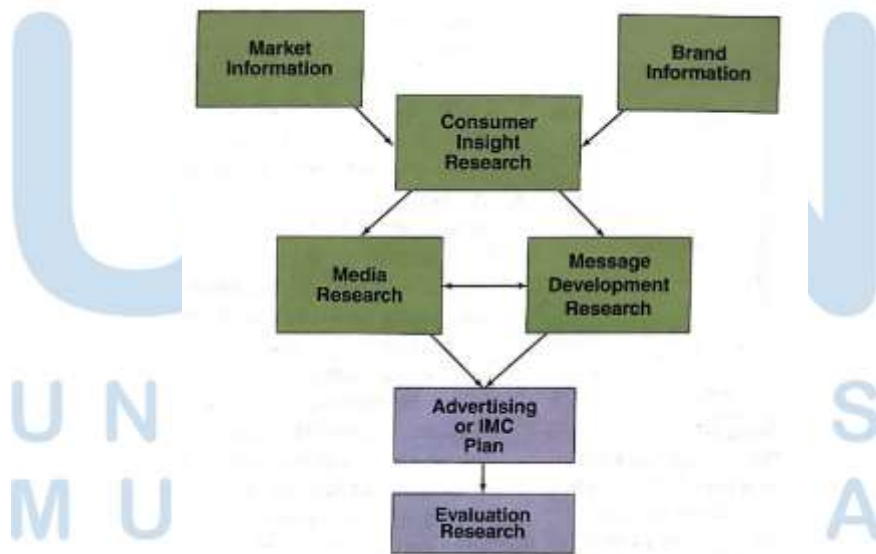 Market
Information
Brand
Information
Consumer
Insight
Research
Media
Research
Message
Development
Research
Advertising
or IMC
Plan
Evaluation
Research
U N
S
M U
A